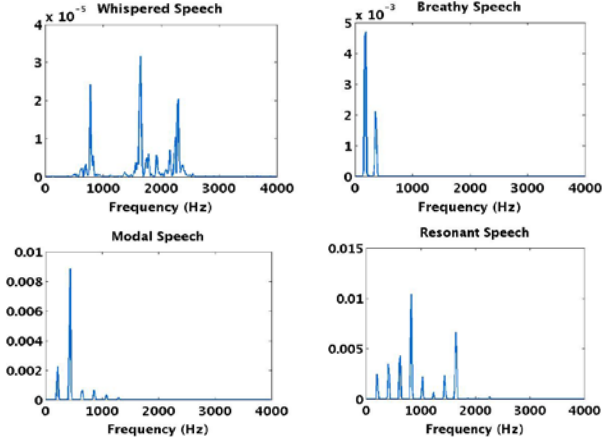 Whispered Speech
x 10⁻⁵
4
3
2
1
0
0 1000 2000 3000 4000
Frequency (Hz)
Breathy Speech
x 10⁻³
5
4
3
2
1
0
0 1000 2000 3000 4000
Frequency (Hz)
Modal Speech
0.01
0.008
0.006
0.004
0.002
0
0 1000 2000 3000 4000
Frequency (Hz)
Resonant Speech
0.015
0.01
0.005
0
0 1000 2000 3000 4000
Frequency (Hz)